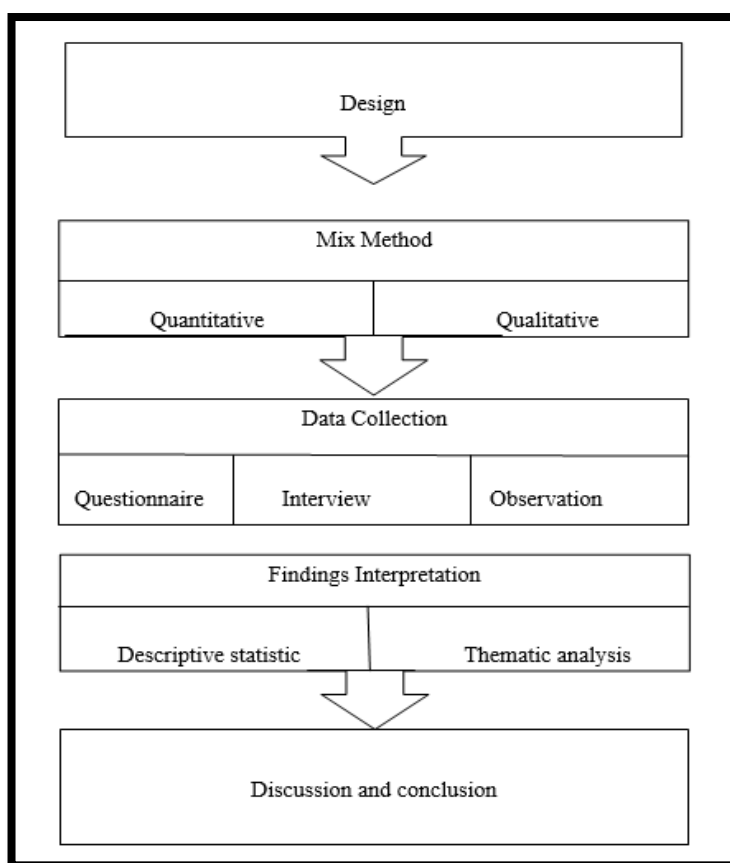 Design
Mix Method
Quantitative Qualitative
Data Collection
Questionnaire Interview Observation
Findings Interpretation
Descriptive statistic Thematic analysis
Discussion and conclusion